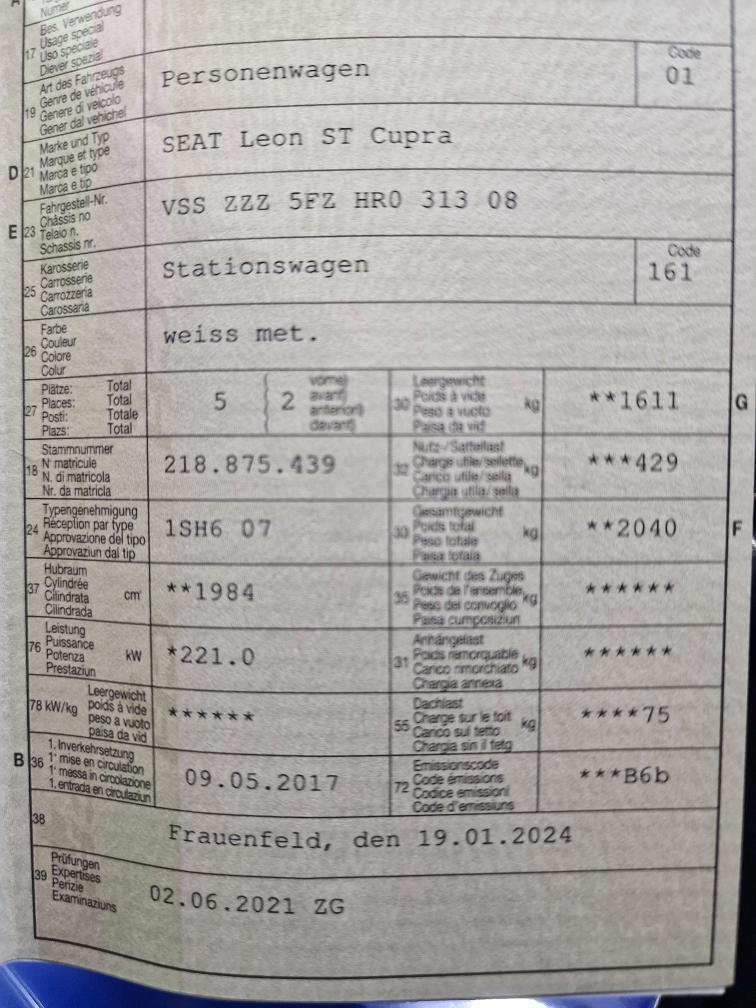 A
Numer
17 Bes. Verwendung
Usage spécial
Uso speciale
Diever spezial
19 Art des Fahrzeugs
Genre de véhicule
Genere di veicolo
Gener dal vehichel
Personenwagen
Code
01
D 21 Marke und Typ
Marque et type
Marca e tipo
Marca e tip
SEAT Leon ST Cupra
E 23 Fahrgestell-Nr.
Châssis no
Telaio n.
Schassis nr.
VSS ZZZ 5FZ HR0 313 08
25 Karosserie
Carrosserie
Carrozzeria
Carossaria
Stationswagen
Code
161
26 Farbe
Couleur
Colore
Colur
weiss met.
27 Plätze: Total
Places: Total
Posti: Totale
Plazs: Total
5 { 2 vorne)
avant)
anteriori)
davant)
30 Leergewicht
Poids à vide
Peso a vuoto
Paisa da vid
kg
**1611
G
18 Stammnummer
N° matricule
N. di matricola
Nr. da matricla
218.875.439
32 Nutz-/Sattellast
Charge utile/sellette
Carico utile/sella
Chargia utila/sella
kg
***429
24 Typengenehmigung
Réception par type
Approvazione del tipo
Approvaziun dal tip
1SH6 07
33 Gesamtgewicht
Poids total
Peso totale
Paisa totala
kg
**2040
F
37 Hubraum
Cylindrée
Cilindrata
Cilindrada
cm³
**1984
35 Gewicht des Zuges
Poids de l'ensemble
Peso del convoglio
Paisa cumposiziun
kg
******
76 Leistung
Puissance
Potenza
Prestaziun
kW
*221.0
31 Anhängelast
Poids remorquable
Carico rimorchiato
Chargia annexa
kg
******
78 kW/kg Leergewicht
poids à vide
peso a vuoto
paisa da vid
******
55 Dachlast
Charge sur le toit
Carico sul tetto
Chargia sin il tetg
kg
****75
B 36 1. Inverkehrsetzung
1ʳᵉ mise en circulation
1ª messa in circolazione
1. entrada en circulaziun
09.05.2017
72 Emissionscode
Code émissions
Codice emissioni
Code d'emissiuns
***B6b
38
Frauenfeld, den 19.01.2024
39 Prüfungen
Expertises
Perizie
Examinaziuns
02.06.2021 ZG